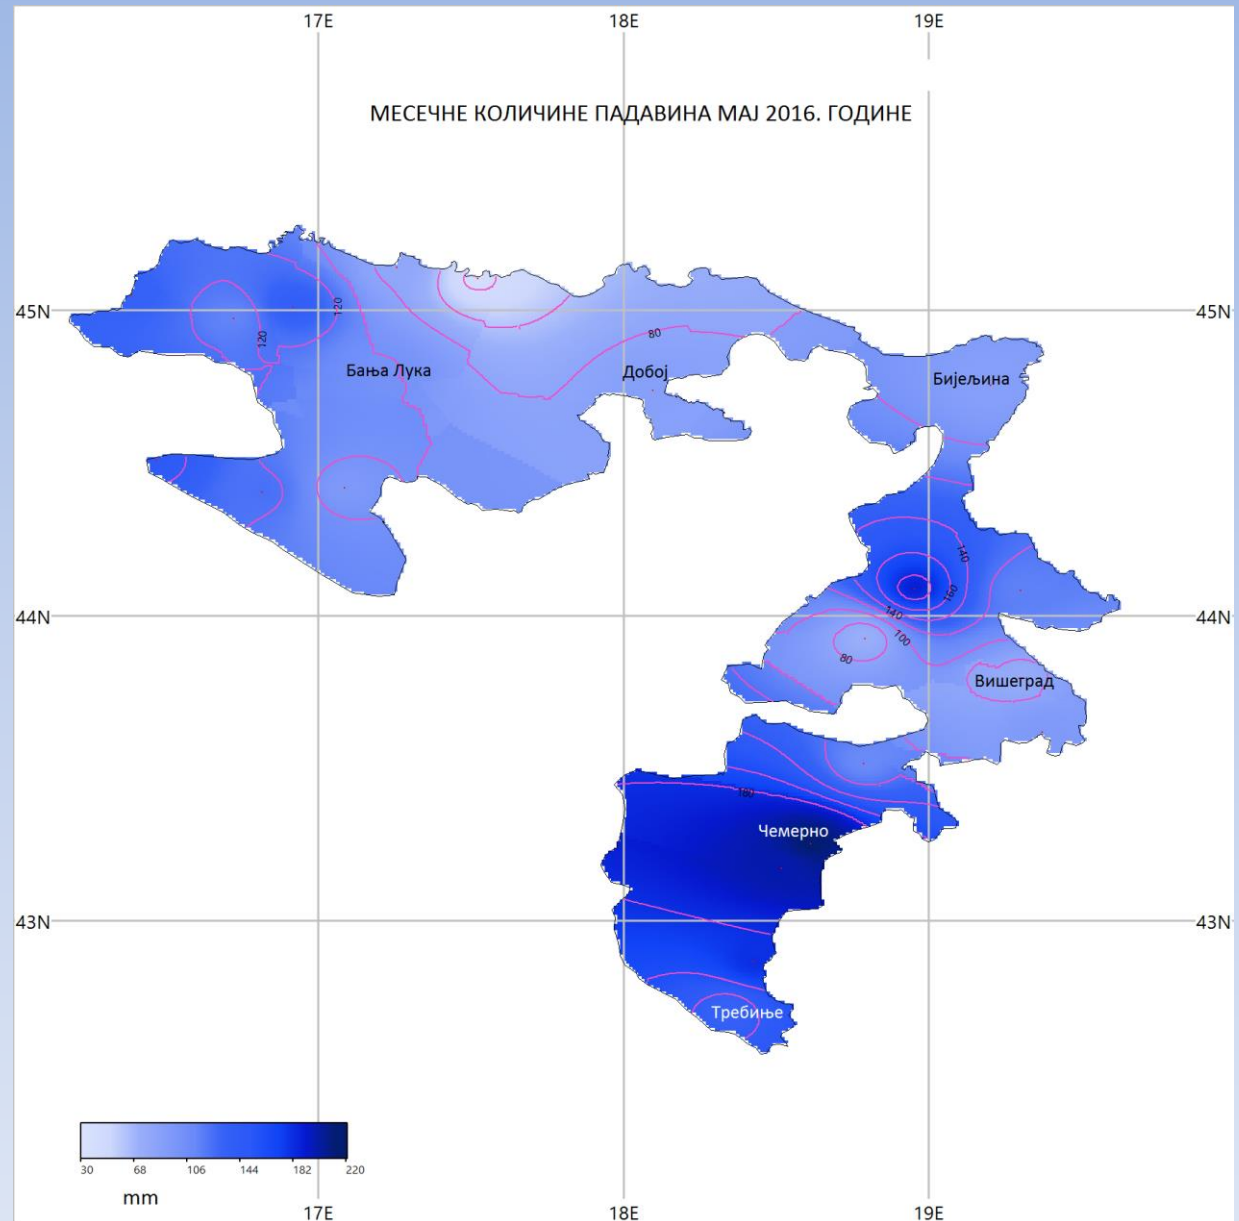 17E 18E 19E
МЕСЕЧНЕ КОЛИЧИНЕ ПАДАВИНА МАЈ 2016. ГОДИНЕ
45N 45N
120
120
80
Бања Лука
Добој
Бијељина
140
160
44N 44N
140
100
80
Вишеград
180
Чемерно
43N 43N
Требиње
30 68 106 144 182 220
mm
17E 18E 19E